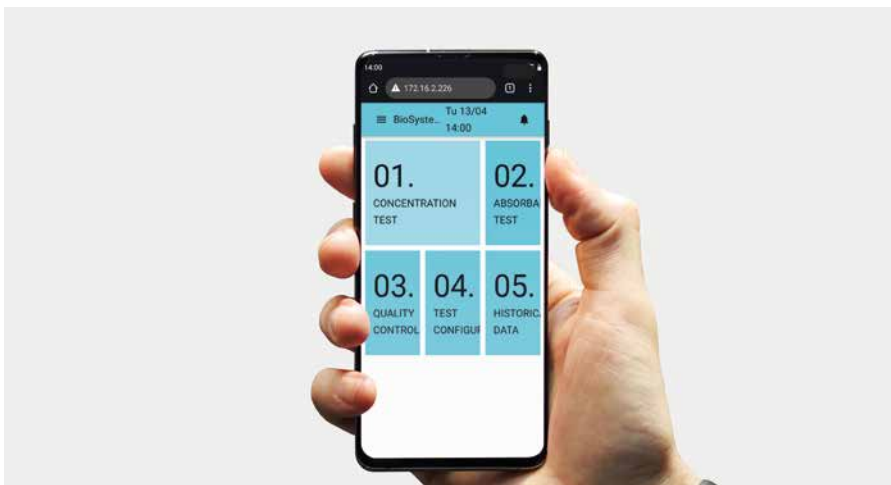 14:00
172.16.2.226
BioSyste...
Tu 13/04
14:00
01.
CONCENTRATION
TEST
02.
ABSORBA
TEST
03.
QUALITY
CONTROL
04.
TEST
CONFIGUR
05.
HISTORIC
DATA